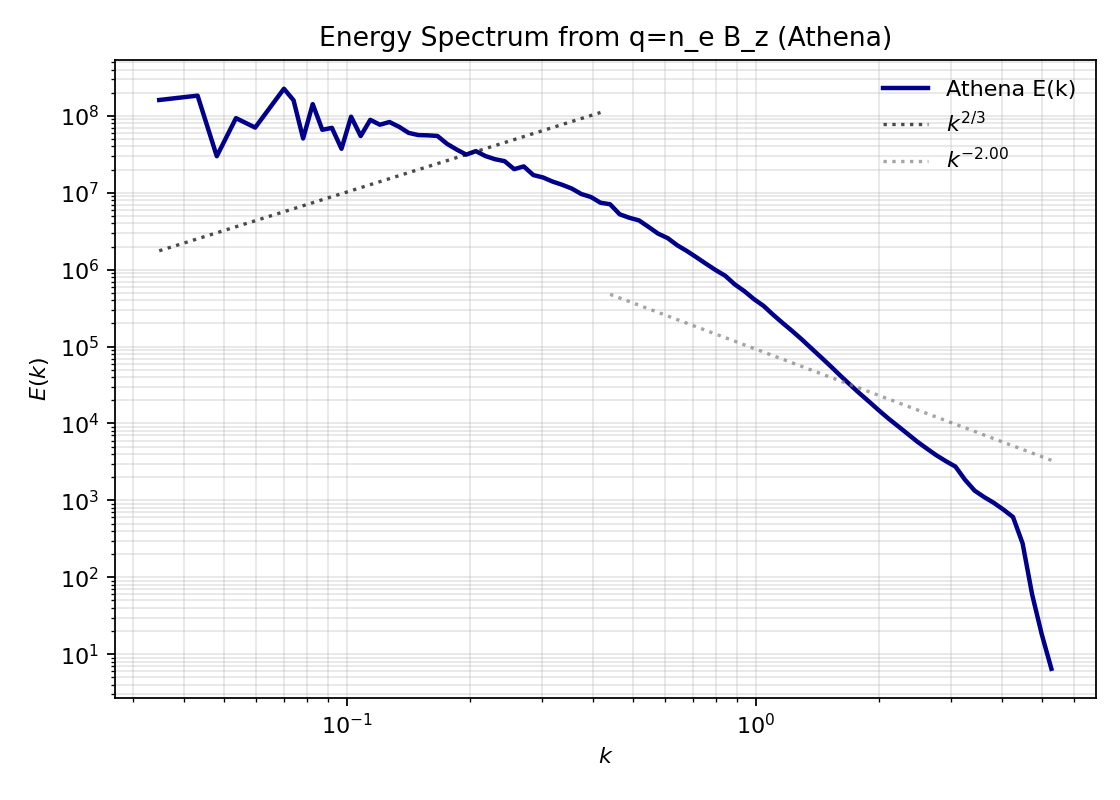 Energy Spectrum from q=n_e B_z (Athena)
Athena E(k)
k^{2/3}
k^{-2.00}
E(k)
10^8
10^7
10^6
10^5
10^4
10^3
10^2
10^1
10^{-1}
10^0
k